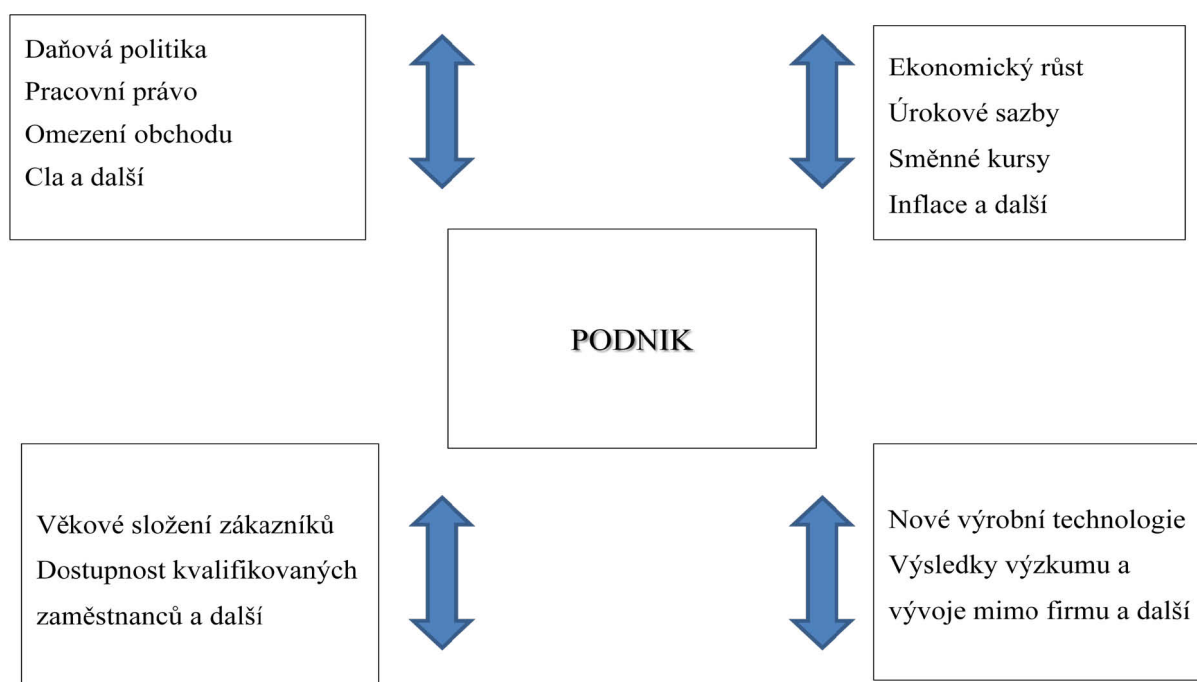 Daňová politika
Pracovní právo
Omezení obchodu
Cla a další
Ekonomický růst
Úrokové sazby
Směnné kursy
Inflace a další
PODNIK
Věkové složení zákazníků
Dostupnost kvalifikovaných
zaměstnanců a další
Nové výrobní technologie
Výsledky výzkumu a
vývoje mimo firmu a další